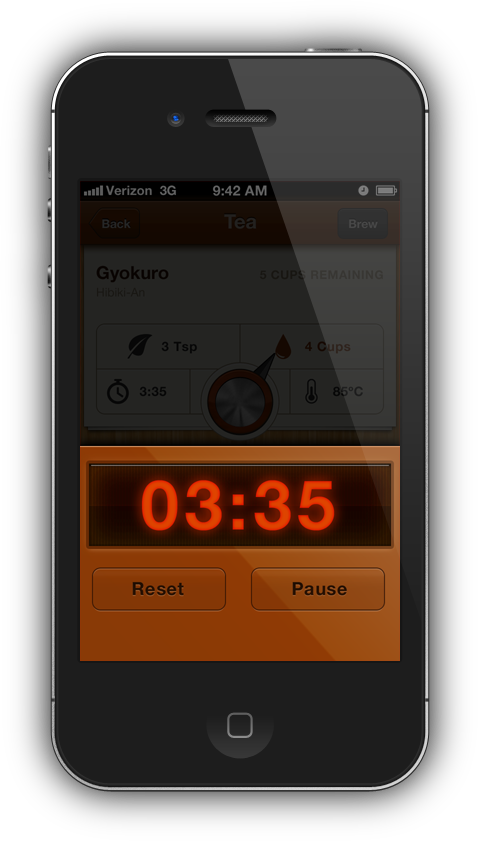 Verizon 3G 9:42 AM
Back Tea Brew
Gyokuro 5 CUPS REMAINING
Hibiki-An
3 Tsp 4 Cups
3:35 85°C
03:35
Reset Pause